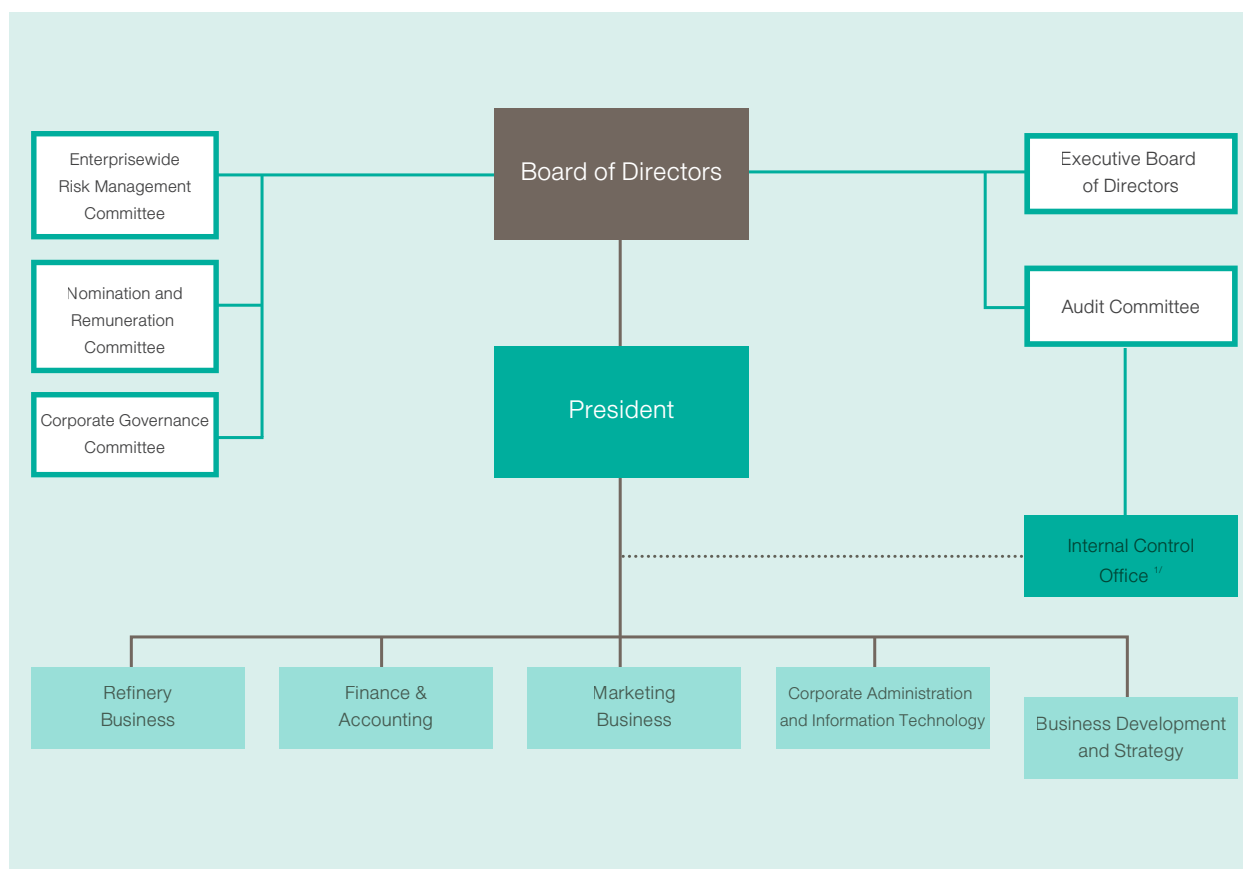 Board of Directors
Enterprisewide
Risk Management
Committee
Nomination and
Remuneration
Committee
Corporate Governance
Committee
Executive Board
of Directors
Audit Committee
President
Internal Control
Office 1/
Refinery
Business
Finance &
Accounting
Marketing
Business
Corporate Administration
and Information Technology
Business Development
and Strategy